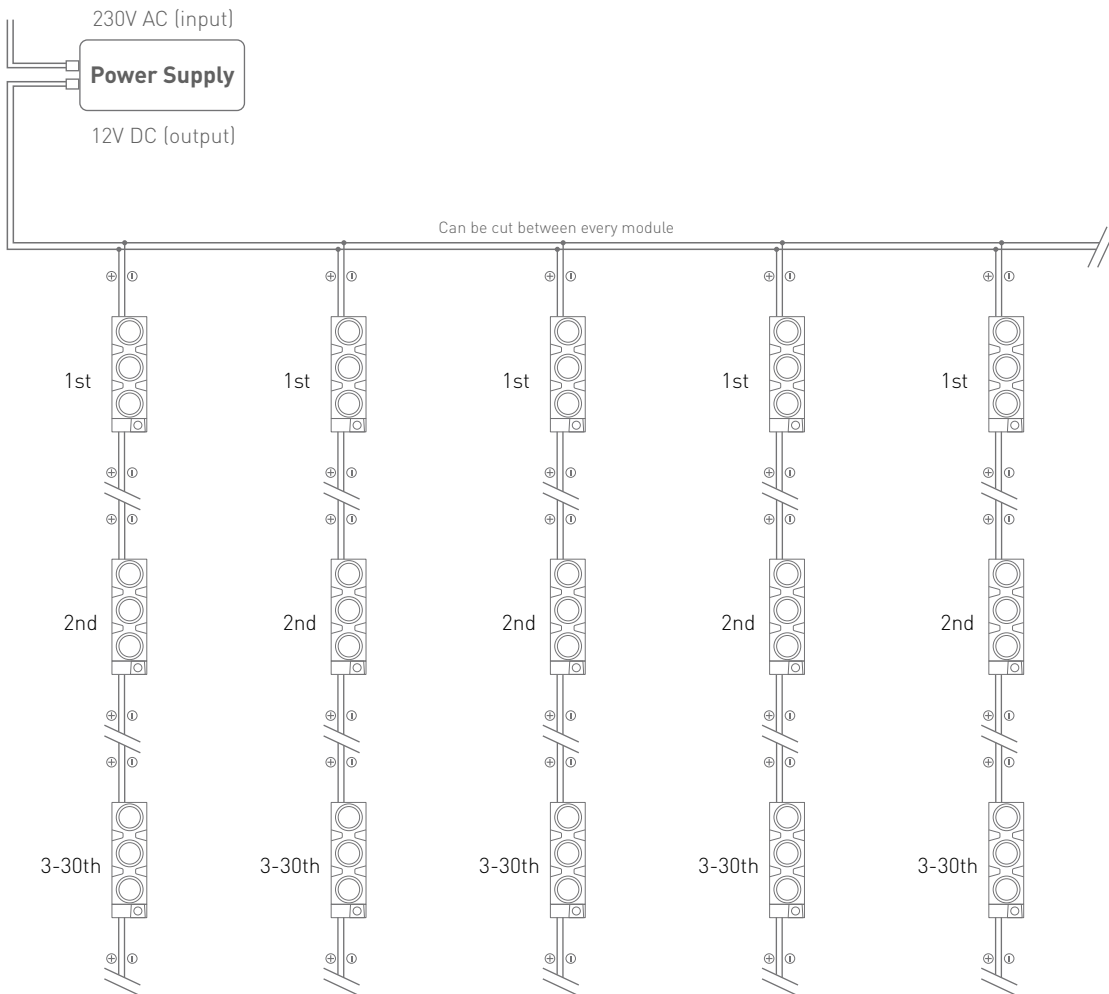 230V AC (input)
Power Supply
12V DC (output)
Can be cut between every module
⊕ ⊖ ⊕ ⊖ ⊕ ⊖ ⊕ ⊖ ⊕ ⊖
1st 1st 1st 1st 1st
⊕ ⊖ ⊕ ⊖ ⊕ ⊖ ⊕ ⊖ ⊕ ⊖
⊕ ⊖ ⊕ ⊖ ⊕ ⊖ ⊕ ⊖ ⊕ ⊖
2nd 2nd 2nd 2nd 2nd
⊕ ⊖ ⊕ ⊖ ⊕ ⊖ ⊕ ⊖ ⊕ ⊖
⊕ ⊖ ⊕ ⊖ ⊕ ⊖ ⊕ ⊖ ⊕ ⊖
3-30th 3-30th 3-30th 3-30th 3-30th
⊕ ⊖ ⊕ ⊖ ⊕ ⊖ ⊕ ⊖ ⊕ ⊖